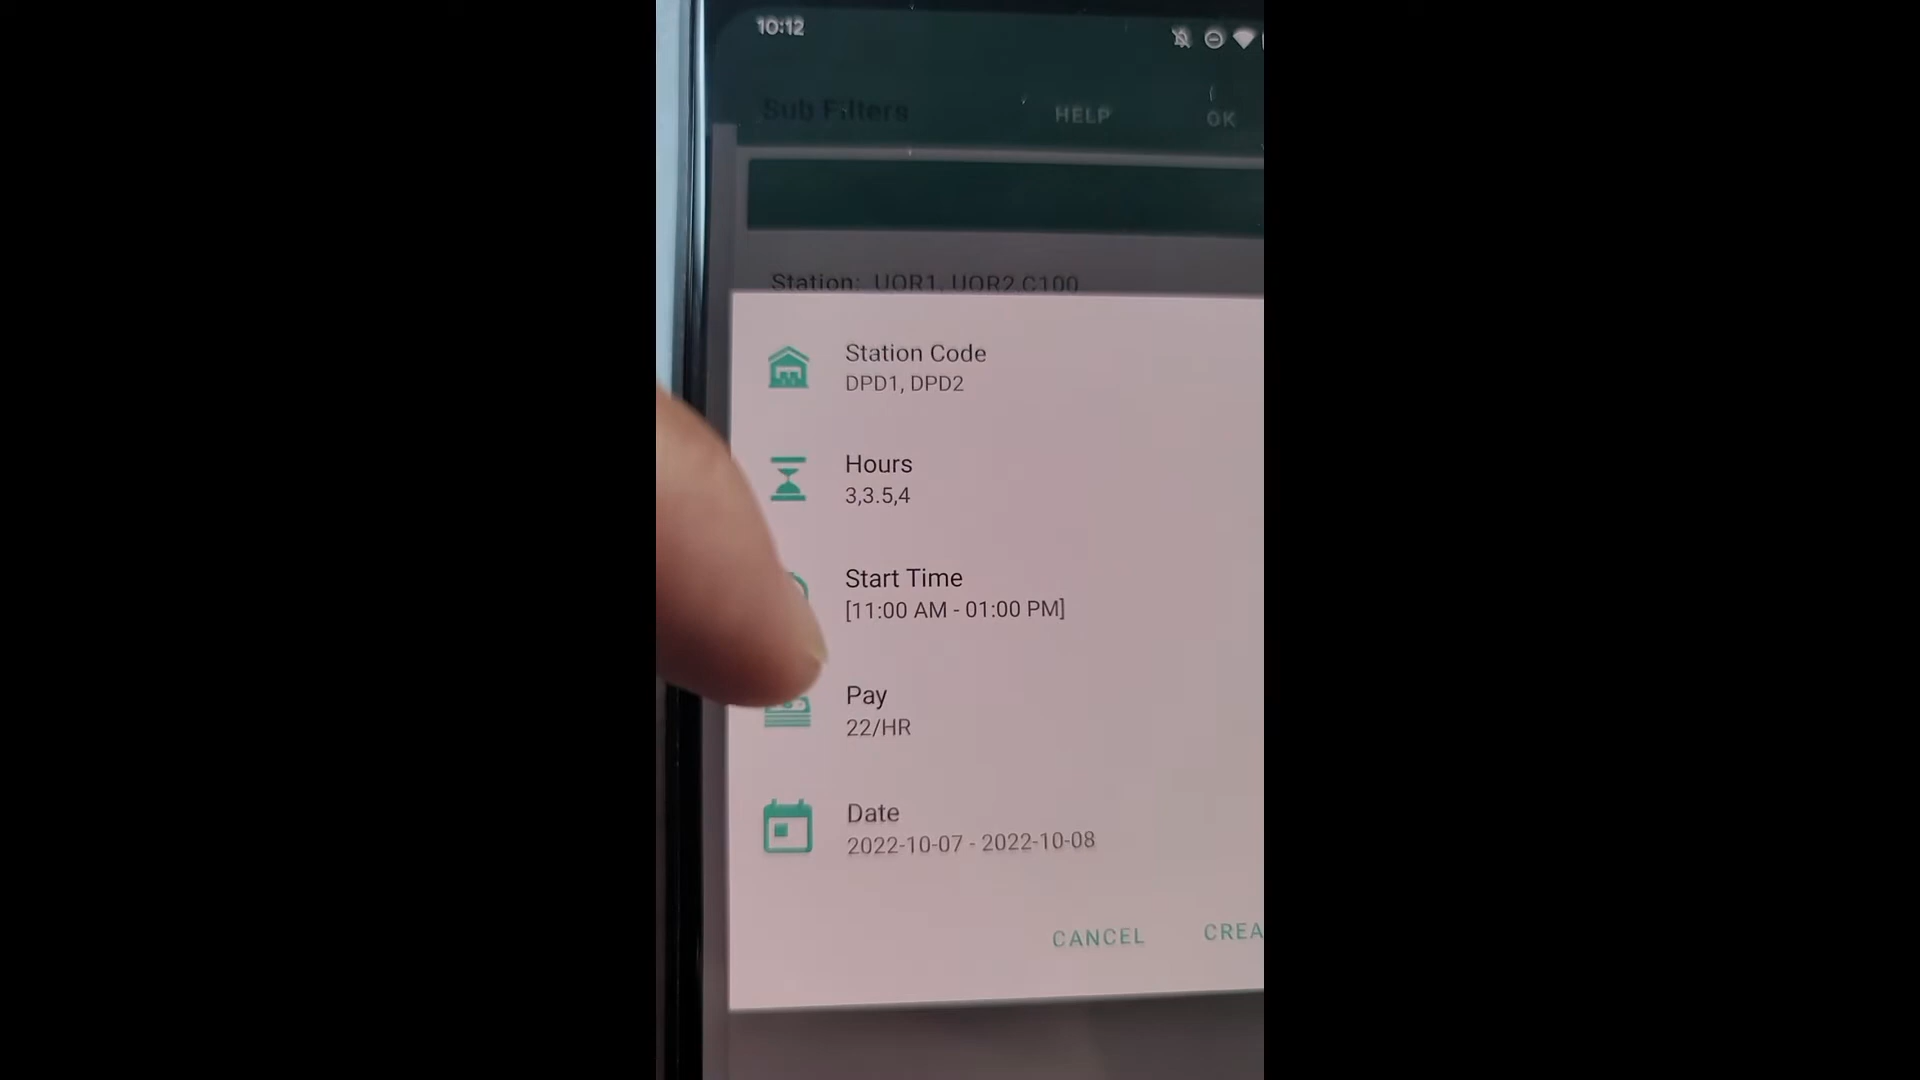 10:12
Sub Filters HELP OK
Station: UOR1, UOR2,C100
Station Code
DPD1, DPD2
Hours
3,3.5,4
Start Time
[11:00 AM - 01:00 PM]
Pay
22/HR
Date
2022-10-07 - 2022-10-08
CANCEL CREA